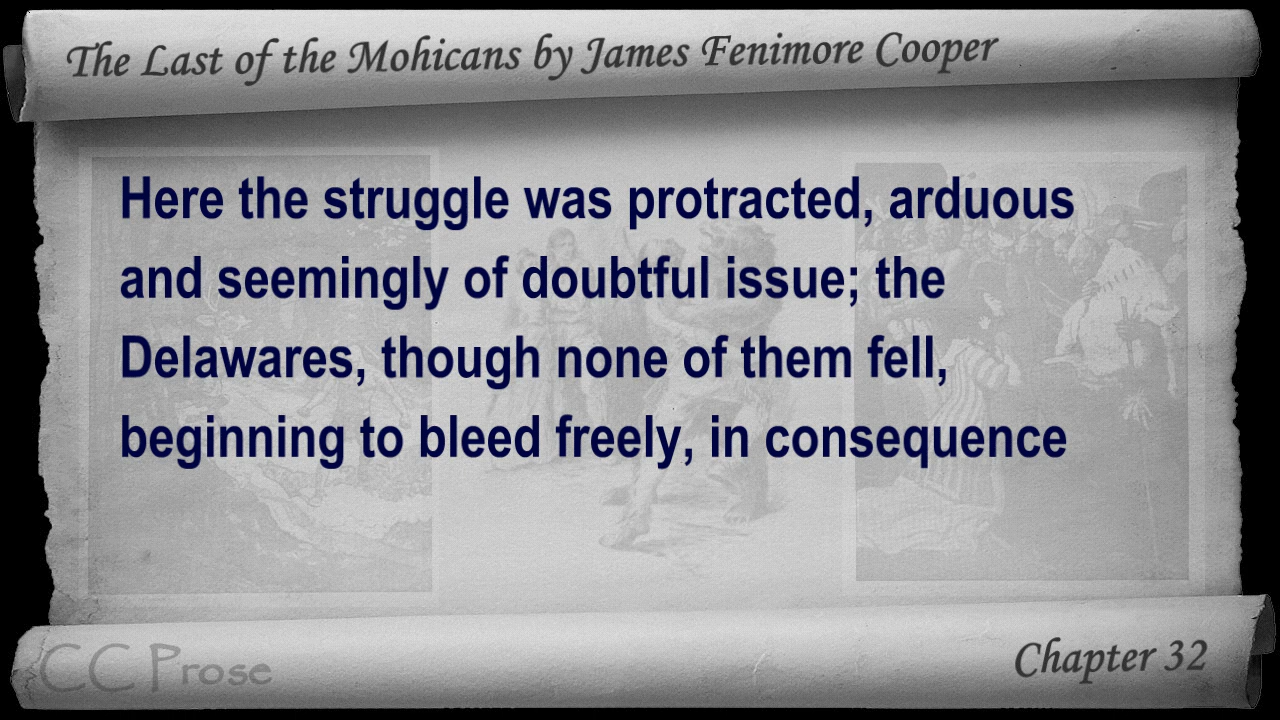 The Last of the Mohicans by James Fenimore Cooper
Here the struggle was protracted, arduous
and seemingly of doubtful issue; the
Delawares, though none of them fell,
beginning to bleed freely, in consequence
CC Prose
Chapter 32